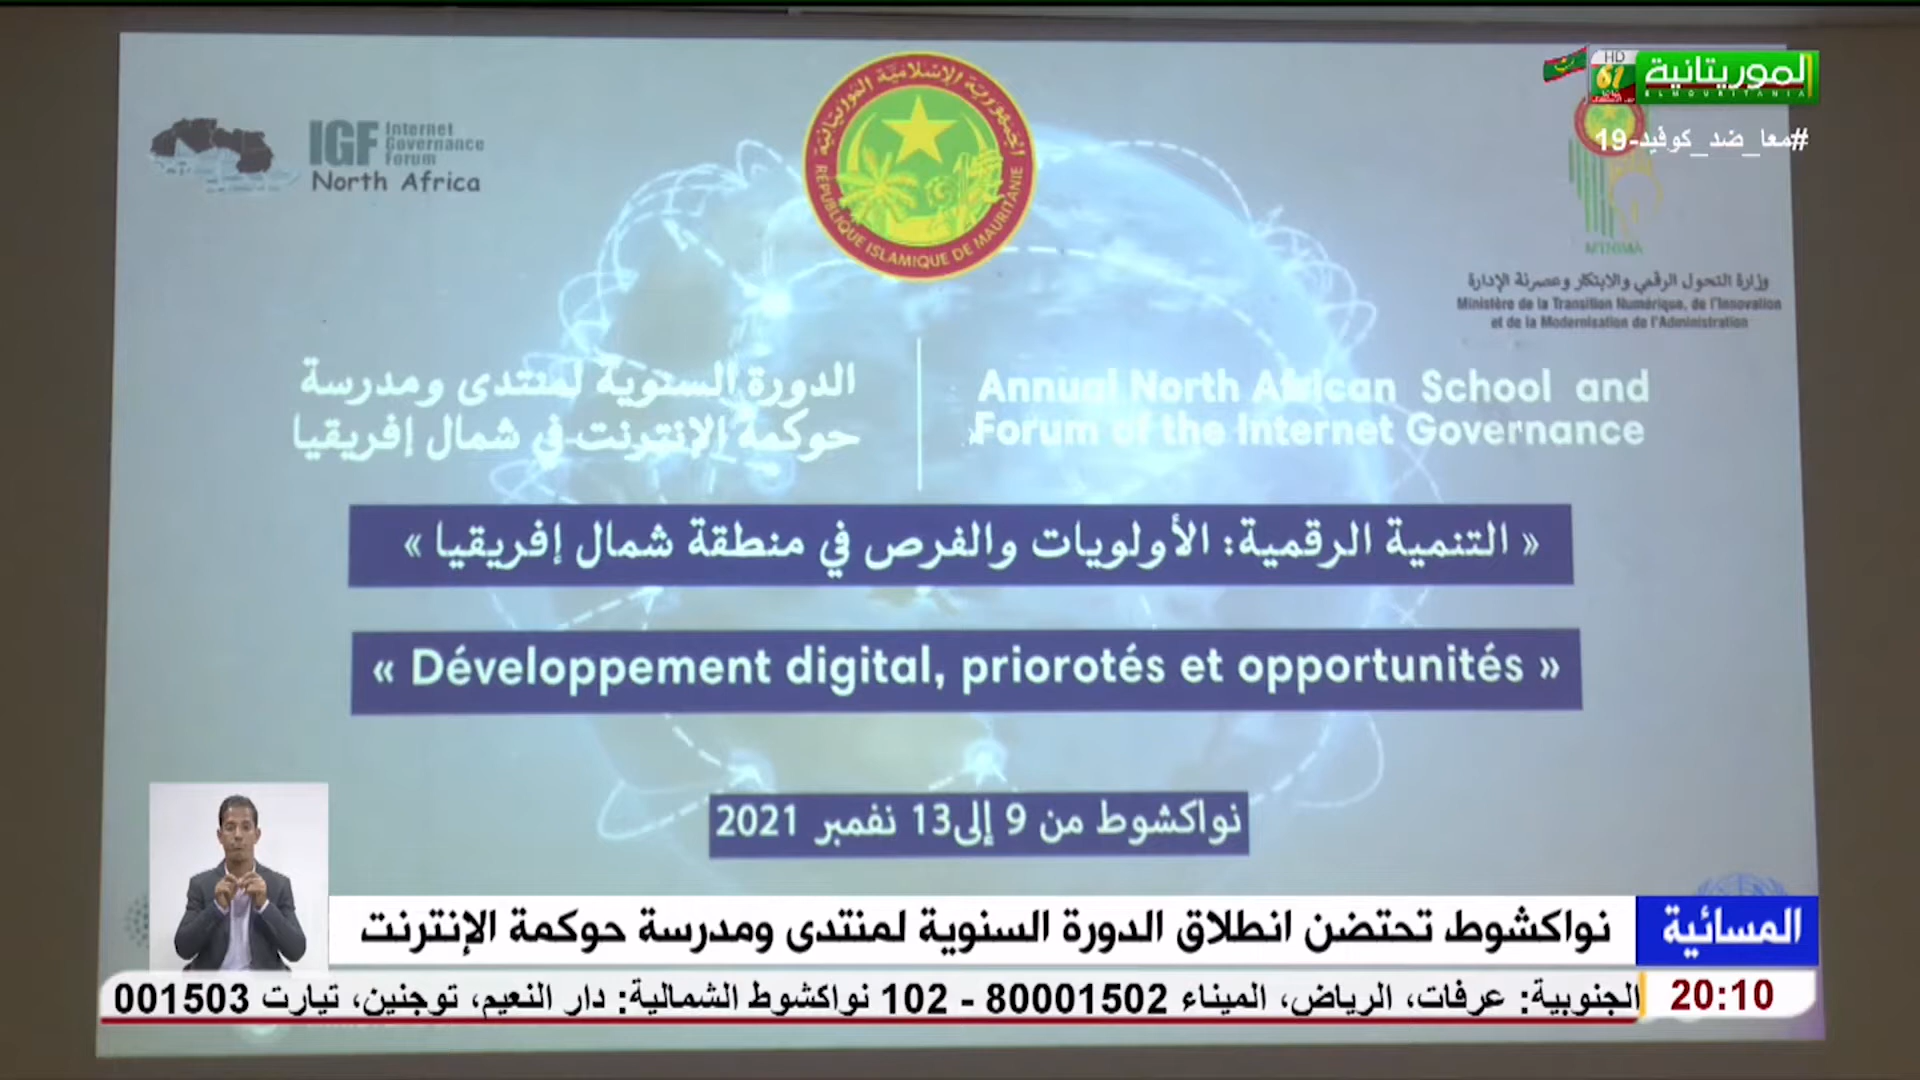 HD
61
الموريتانية
ELMOURITANIA
#معا_ضد_كوفيد-19
IGF Internet Governance Forum
North Africa
الجمهورية الإسلامية الموريتانية
RÉPUBLIQUE ISLAMIQUE DE MAURITANIE
MTNIMA
وزارة التحول الرقمي والابتكار وعصرنة الإدارة
Ministère de la Transition Numérique, de l'Innovation
et de la Modernisation de l'Administration
الدورة السنوية لمنتدى ومدرسة
حوكمة الإنترنت في شمال إفريقيا
Annual North African School and
Forum of the Internet Governance
« التنمية الرقمية: الأولويات والفرص في منطقة شمال إفريقيا »
« Développement digital, priorotés et opportunités »
نواكشوط من 9 إلى13 نفمبر 2021
المسائية
نواكشوط تحتضن انطلاق الدورة السنوية لمنتدى ومدرسة حوكمة الإنترنت
20:10
الجنوبية: عرفات، الرياض، الميناء 80001502 - 102 نواكشوط الشمالية: دار النعيم، توجنين، تيارت 001503